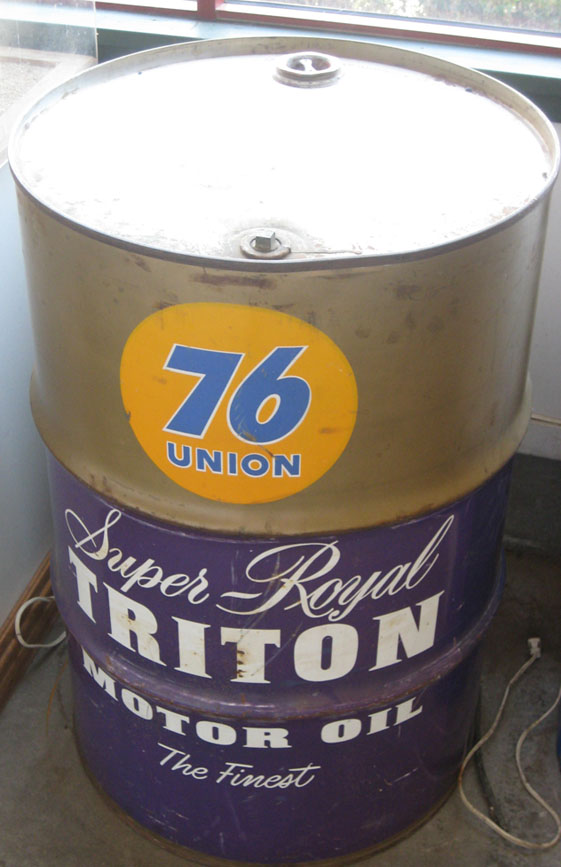 76
UNION
Super-Royal
TRITON
MOTOR OIL
The Finest